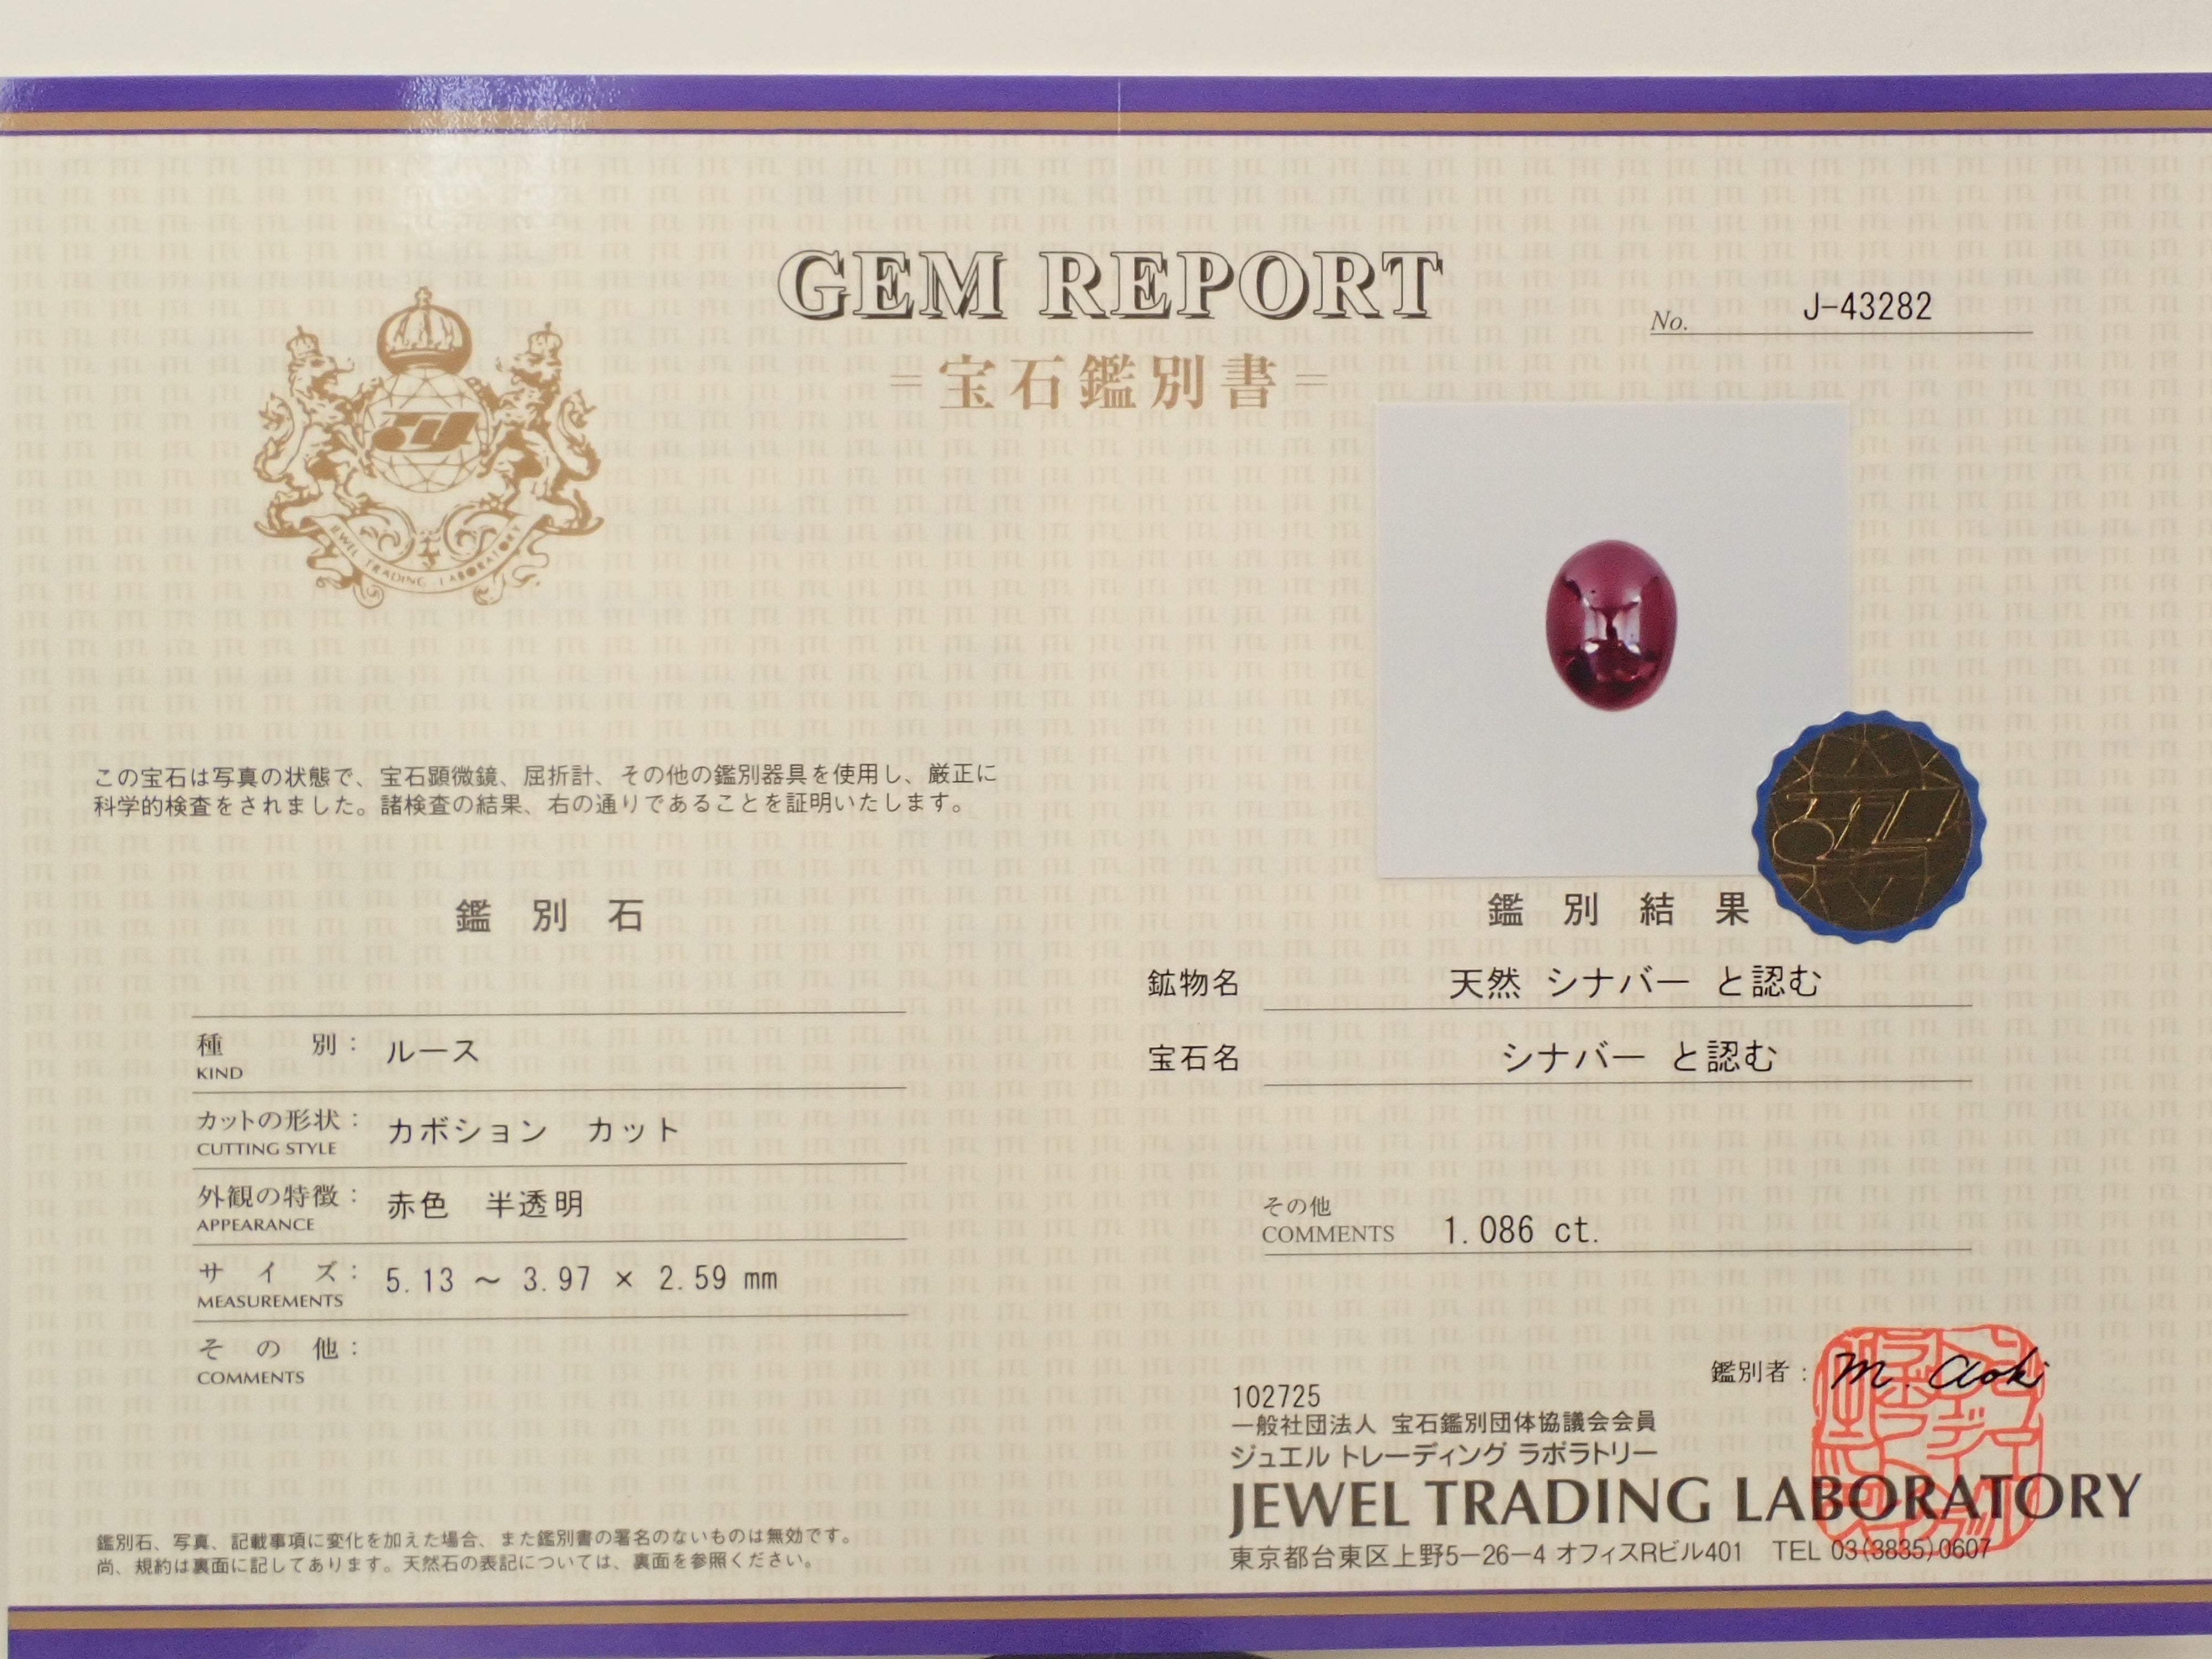 GEM REPORT
=宝石鑑別書=
No. J-43282
JEWEL TRADING LABORATORY
この宝石は写真の状態で、宝石顕微鏡、屈折計、その他の鑑別器具を使用し、厳正に
科学的検査をされました。諸検査の結果、右の通りであることを証明いたします。
鑑別石
種別: ルース
KIND
カットの形状: カボション カット
CUTTING STYLE
外観の特徴: 赤色 半透明
APPEARANCE
サイズ: 5.13 ～ 3.97 × 2.59 mm
MEASUREMENTS
その他:
COMMENTS
鑑別石、写真、記載事項に変化を加えた場合、また鑑別書の署名のないものは無効です。
尚、規約は裏面に記してあります。天然石の表記については、裏面を参照ください。
鑑別結果
鉱物名 天然 シナバー と認む
宝石名 シナバー と認む
その他
COMMENTS 1.086 ct.
鑑別者: M. Aoki
102725
一般社団法人 宝石鑑別団体協議会会員
ジュエル トレーディング ラボラトリー
JEWEL TRADING LABORATORY
東京都台東区上野5-26-4 オフィスRビル401 TEL 03(3835)0607